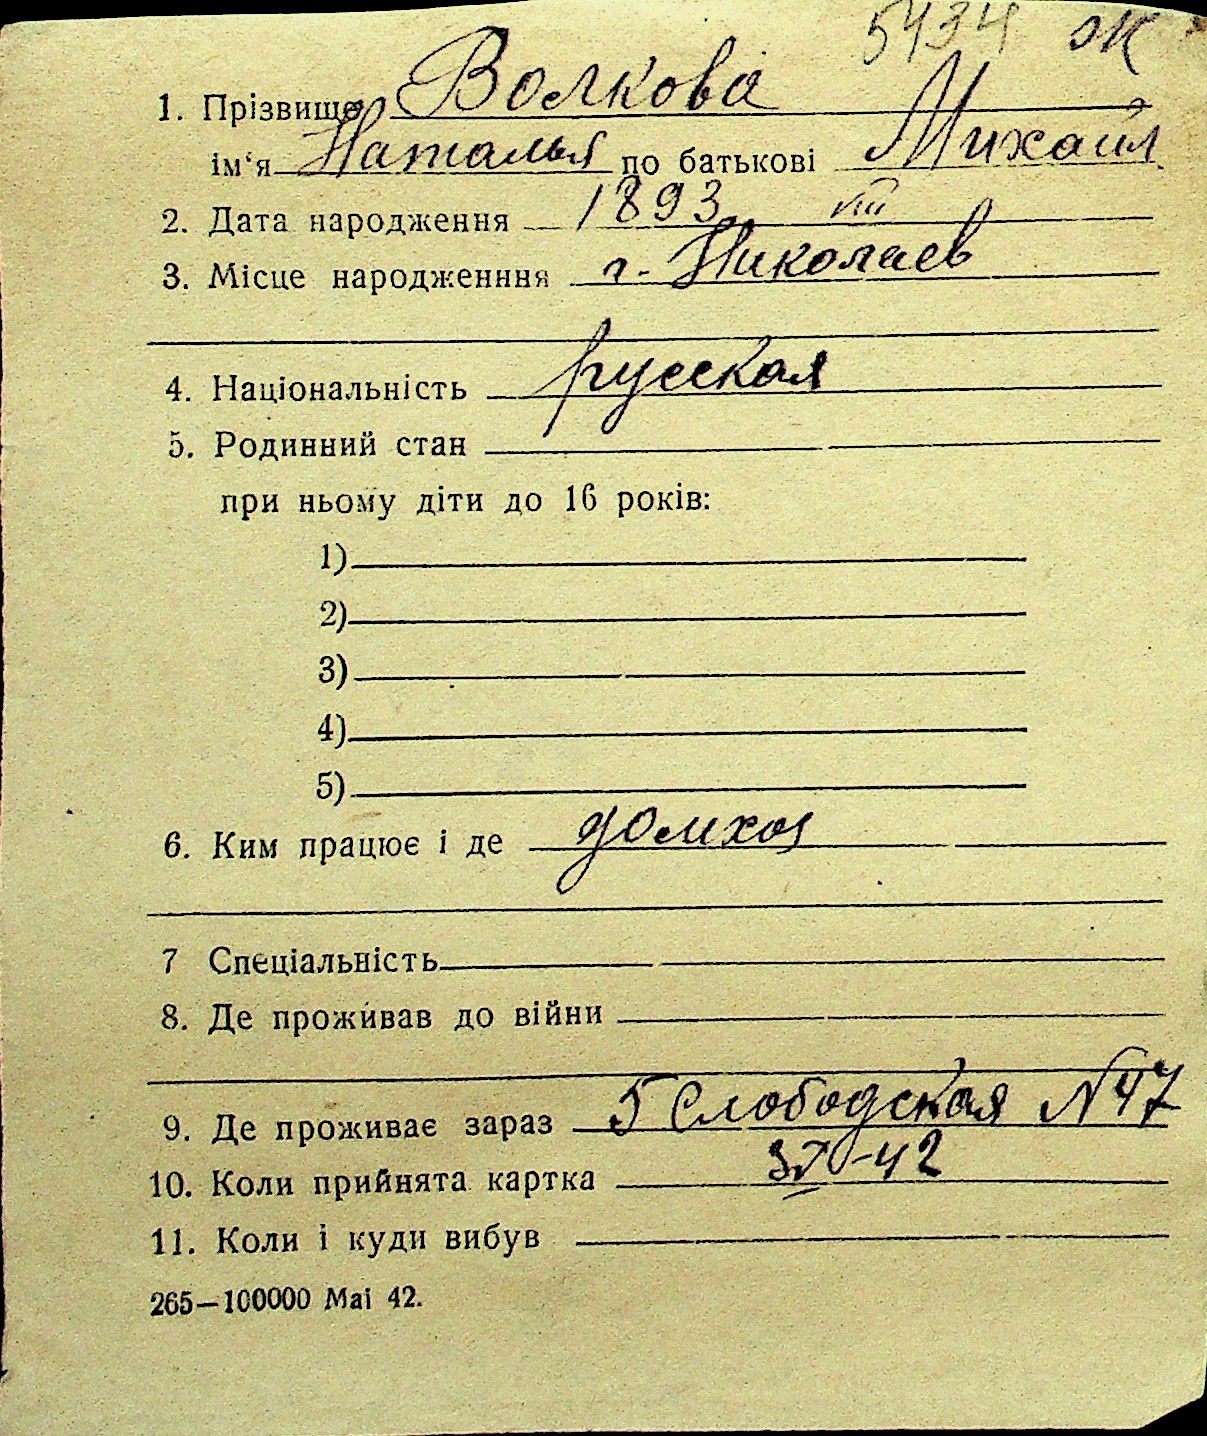 5434 ЭК
1. Прізвище Волкова
ім‘я Наталья по батькові Михайл
2. Дата народження 1893 VIII
3. Місце народженння г. Николаев
4. Національність русская
5. Родинний стан
при ньому діти до 16 років:
1)
2)
3)
4)
5)
6. Ким працює і де домхоз
7 Спеціальність
8. Де проживав до війни
9. Де проживає зараз 5 Слободская N 47
10. Коли прийнята картка -42
11. Коли і куди вибув
265—100000 Mai 42.